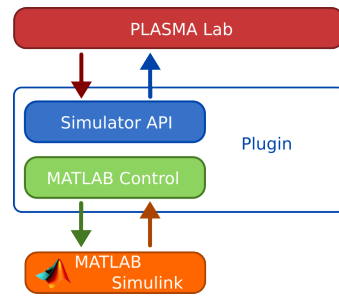 PLASMA Lab
Simulator API
Plugin
MATLAB Control
MATLAB
Simulink